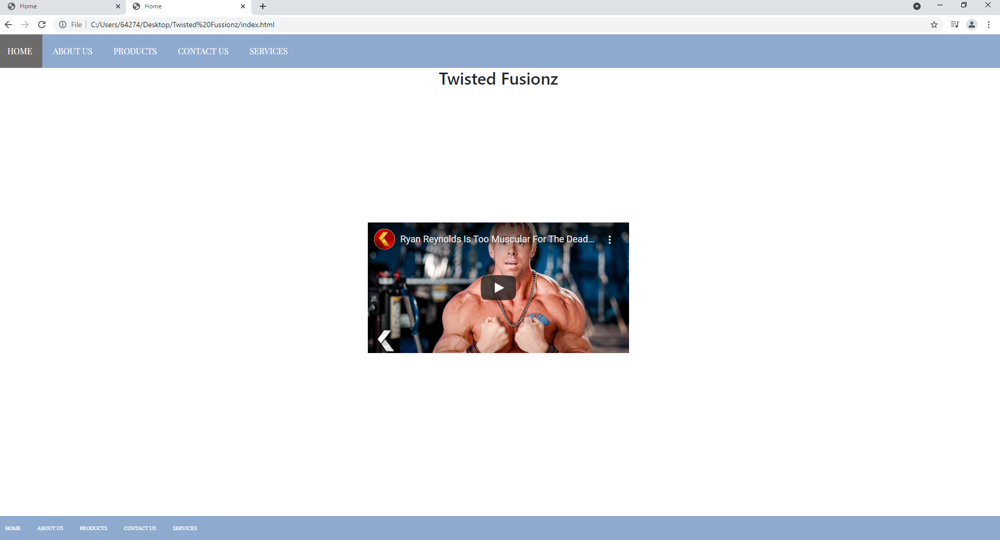 Home
Home
File C:/Users/64274/Desktop/Twisted%20Fussionz/index.html
HOME ABOUT US PRODUCTS CONTACT US SERVICES
Twisted Fusionz
Ryan Reynolds Is Too Muscular For The Dead...
HOME ABOUT US PRODUCTS CONTACT US SERVICES